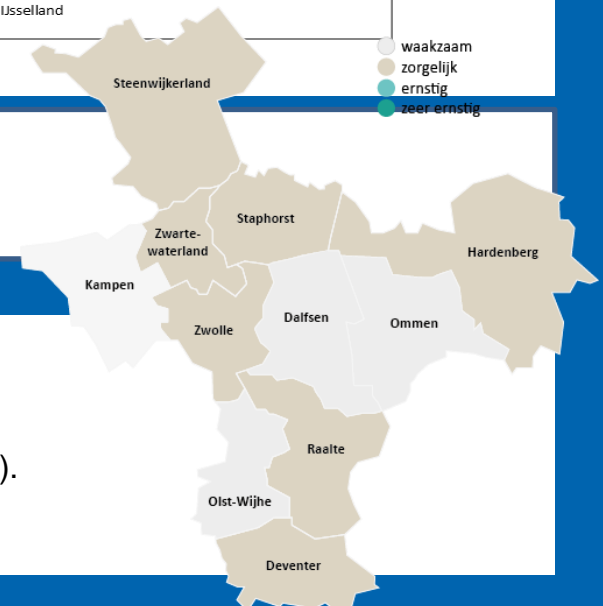 IJsselland
waakzaam
zorgelijk
ernstig
zeer ernstig
Steenwijkerland
Staphorst
Zwarte-
waterland
Hardenberg
Kampen
Dalfsen
Ommen
Zwolle
Raalte
).
Olst-Wijhe
Deventer